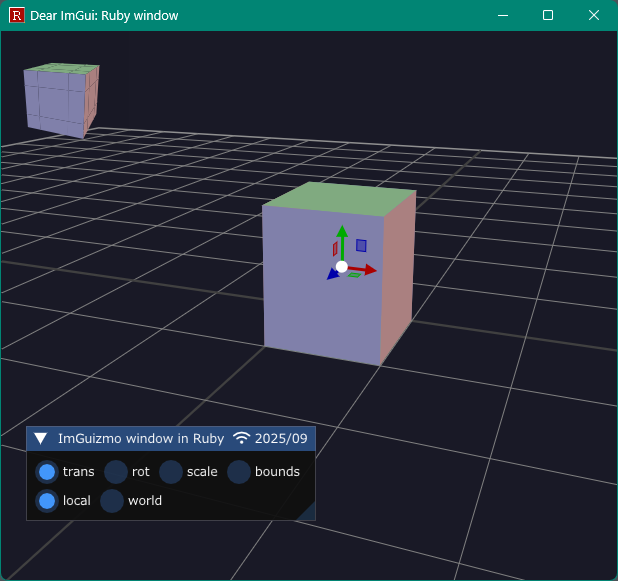 R Dear ImGui: Ruby window
ImGuizmo window in Ruby 2025/09
trans rot scale bounds
local world